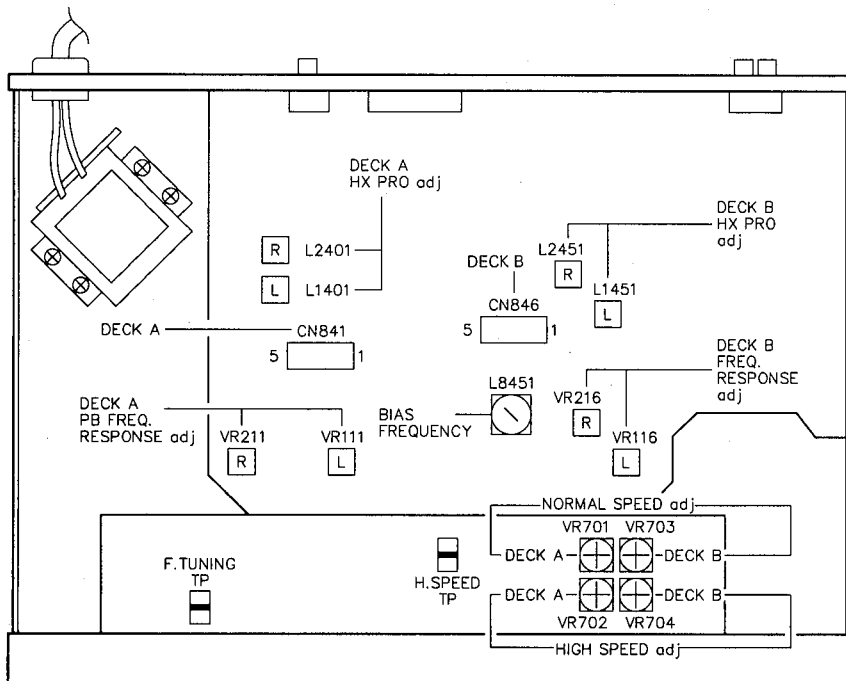 DECK A
HX PRO adj
R L2401
L L1401
DECK B
HX PRO
adj
L2451
R
L1451
L
DECK B
CN846
5 1
DECK A
CN841
5 1
DECK B
FREQ.
RESPONSE
adj
L8451
BIAS
FREQUENCY
VR216
R
VR116
L
DECK A
PB FREQ.
RESPONSE adj
VR211
R
VR111
L
NORMAL SPEED adj
VR701 VR703
DECK A DECK B
F.TUNING
TP
H.SPEED
TP
DECK A DECK B
VR702 VR704
HIGH SPEED adj